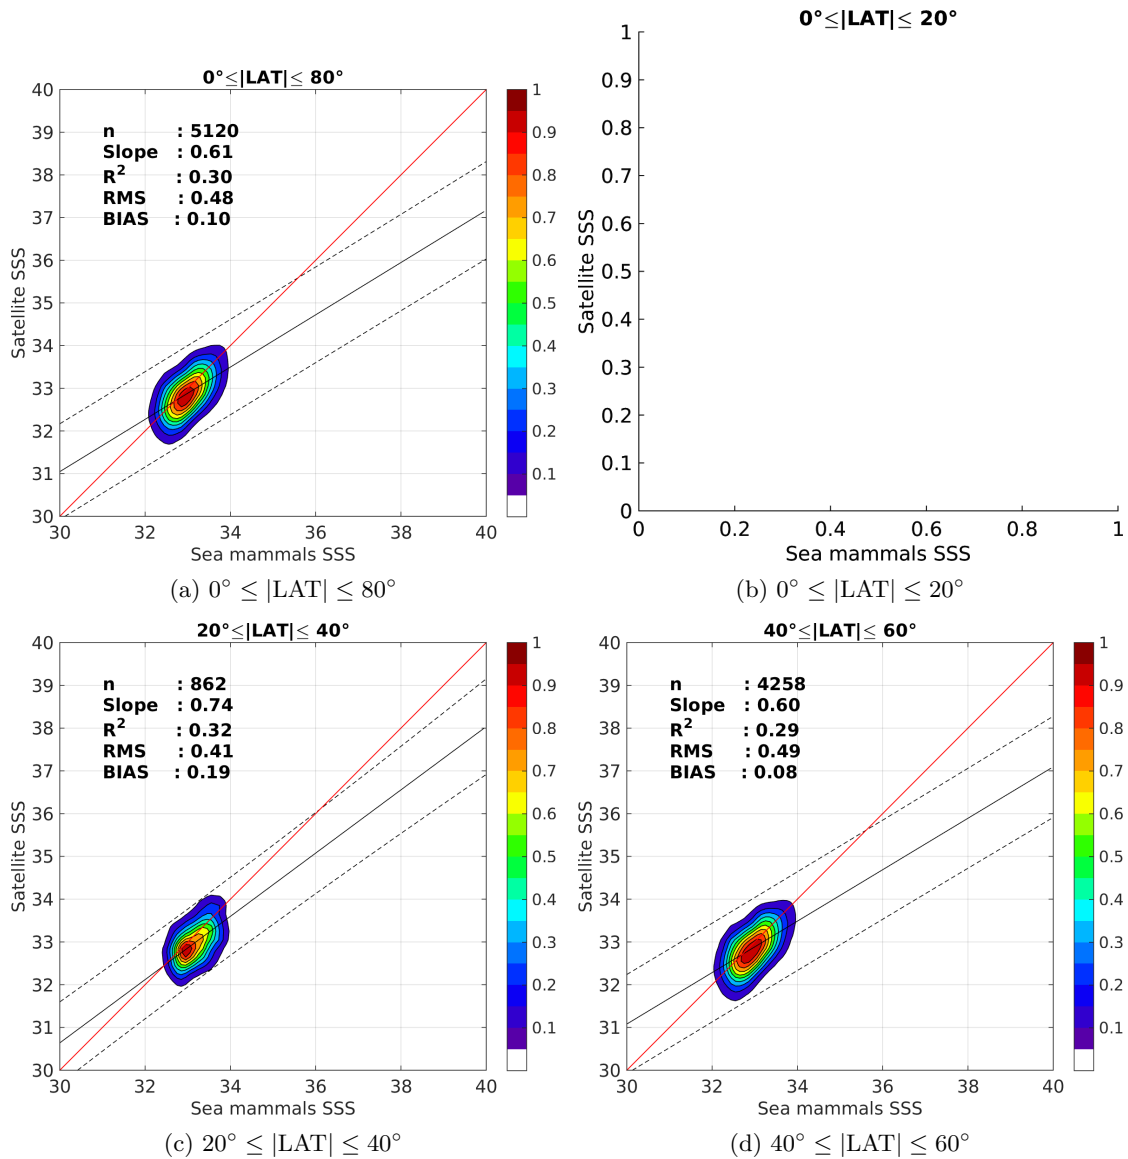 0°≤|LAT|≤ 80°
40
39
38
37
36
35
34
33
32
31
30
Satellite SSS
n : 5120
Slope : 0.61
R² : 0.30
RMS : 0.48
BIAS : 0.10
30 32 34 36 38 40
Sea mammals SSS
1
0.9
0.8
0.7
0.6
0.5
0.4
0.3
0.2
0.1
(a) 0° ≤ |LAT| ≤ 80°
0°≤|LAT|≤ 20°
1
0.9
0.8
0.7
0.6
0.5
0.4
0.3
0.2
0.1
0
Satellite SSS
0 0.2 0.4 0.6 0.8 1
Sea mammals SSS
(b) 0° ≤ |LAT| ≤ 20°
20°≤|LAT|≤ 40°
40
39
38
37
36
35
34
33
32
31
30
Satellite SSS
n : 862
Slope : 0.74
R² : 0.32
RMS : 0.41
BIAS : 0.19
30 32 34 36 38 40
Sea mammals SSS
1
0.9
0.8
0.7
0.6
0.5
0.4
0.3
0.2
0.1
(c) 20° ≤ |LAT| ≤ 40°
40°≤|LAT|≤ 60°
40
39
38
37
36
35
34
33
32
31
30
Satellite SSS
n : 4258
Slope : 0.60
R² : 0.29
RMS : 0.49
BIAS : 0.08
30 32 34 36 38 40
Sea mammals SSS
1
0.9
0.8
0.7
0.6
0.5
0.4
0.3
0.2
0.1
(d) 40° ≤ |LAT| ≤ 60°